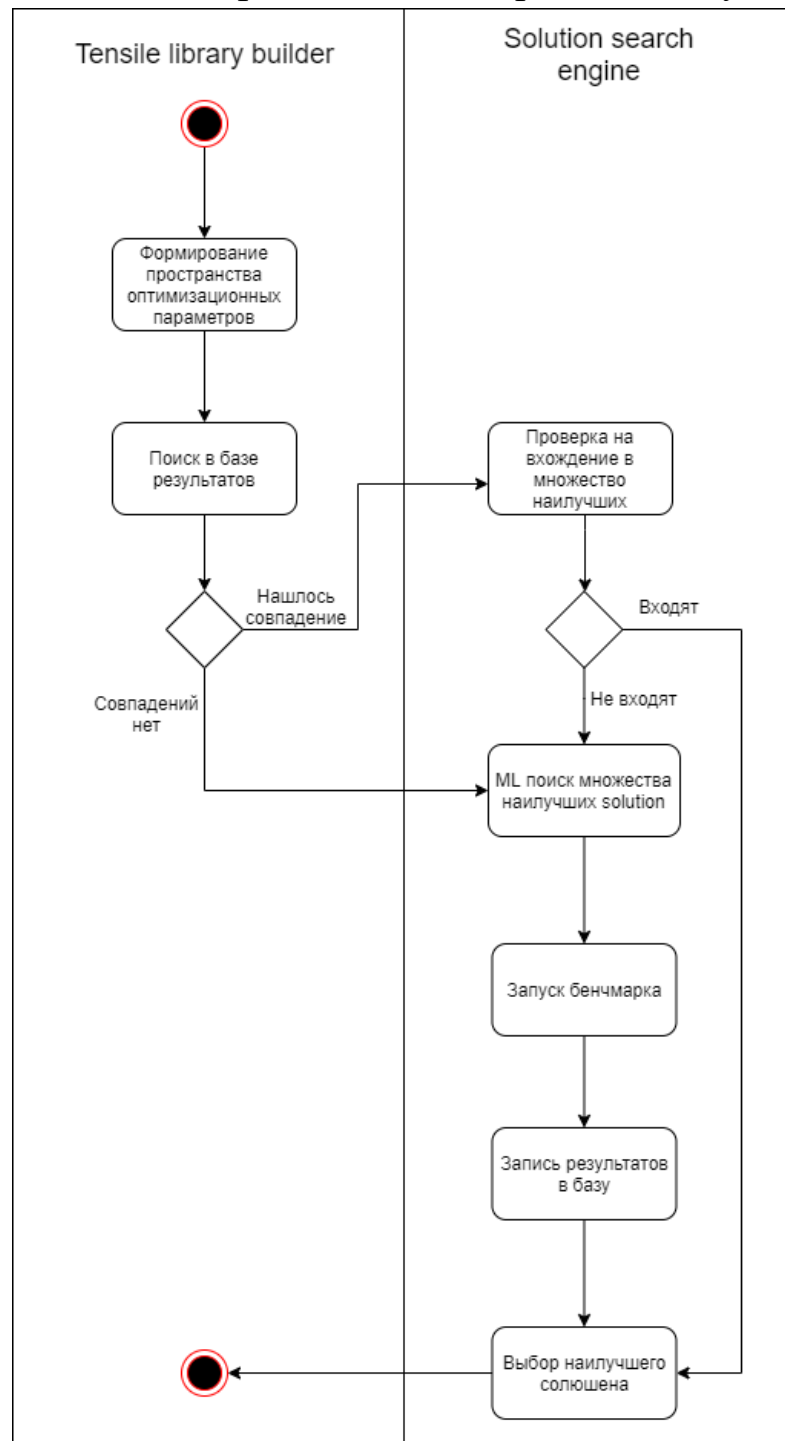 Tensile library builder
Solution search
engine
Формирование
пространства
оптимизационных
параметров
Поиск в базе
результатов
Проверка на
вхождение в
множество
наилучших
Нашлось
совпадение
Входят
Совпадений
нет
Не входят
ML поиск множества
наилучших solution
Запуск бенчмарка
Запись результатов
в базу
Выбор наилучшего
солюшена